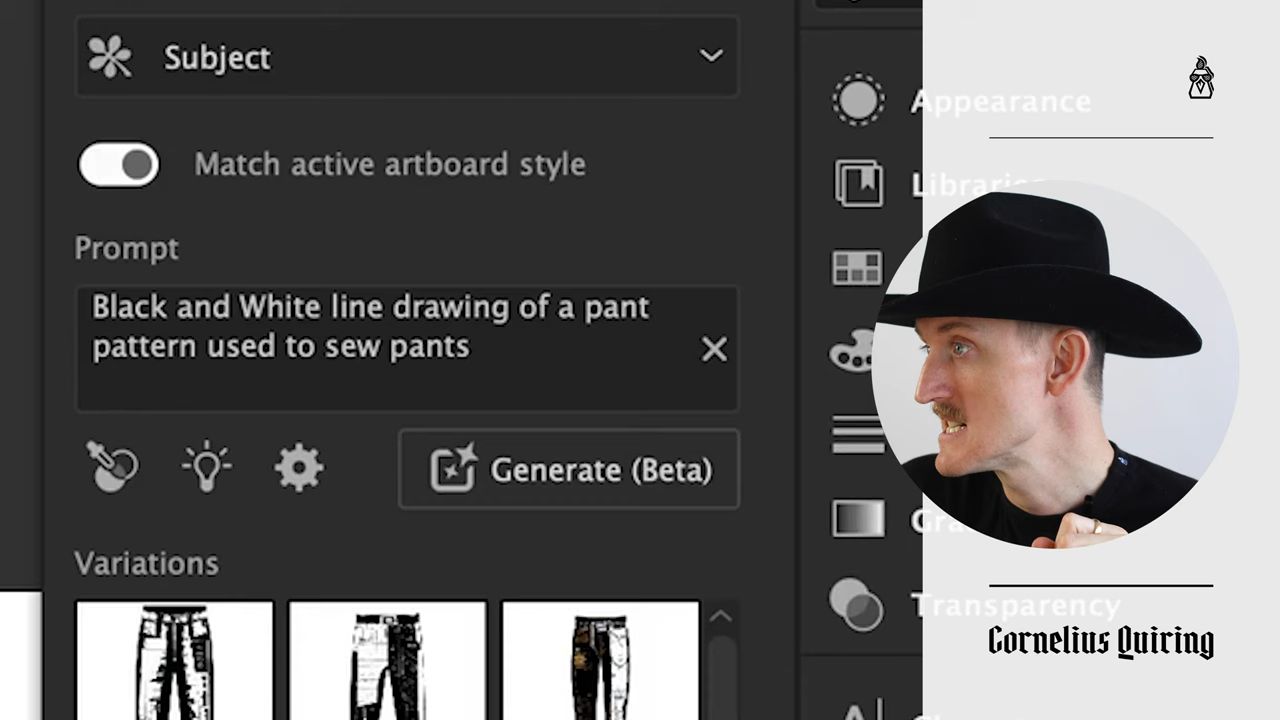 Subject
Match active artboard style
Prompt
Black and White line drawing of a pant
pattern used to sew pants
Generate (Beta)
Variations
Appearance
Libraries
Transparency
Cornelius Quiring